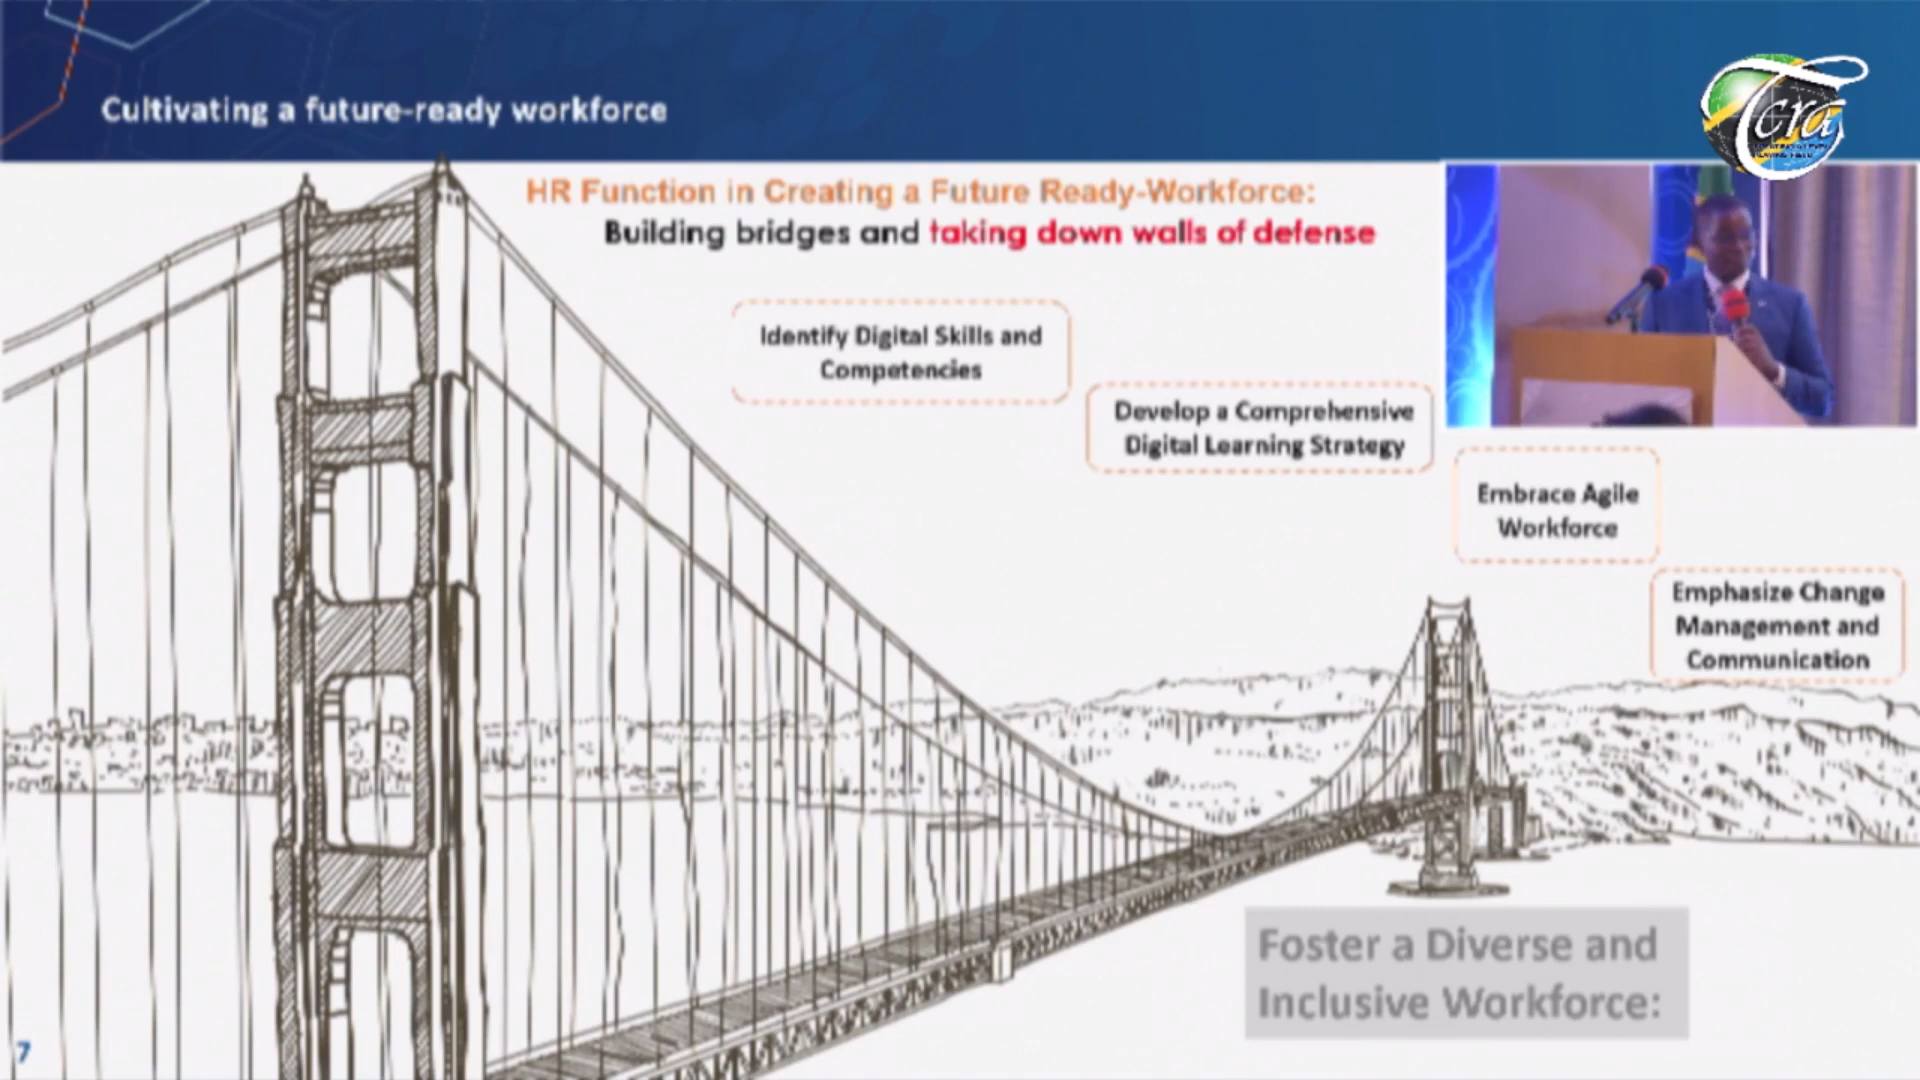 Cultivating a future-ready workforce
Tcra
HR Function in Creating a Future Ready-Workforce:
Building bridges and taking down walls of defense
Identify Digital Skills and
Competencies
Develop a Comprehensive
Digital Learning Strategy
Embrace Agile
Workforce
Emphasize Change
Management and
Communication
Foster a Diverse and
Inclusive Workforce:
7